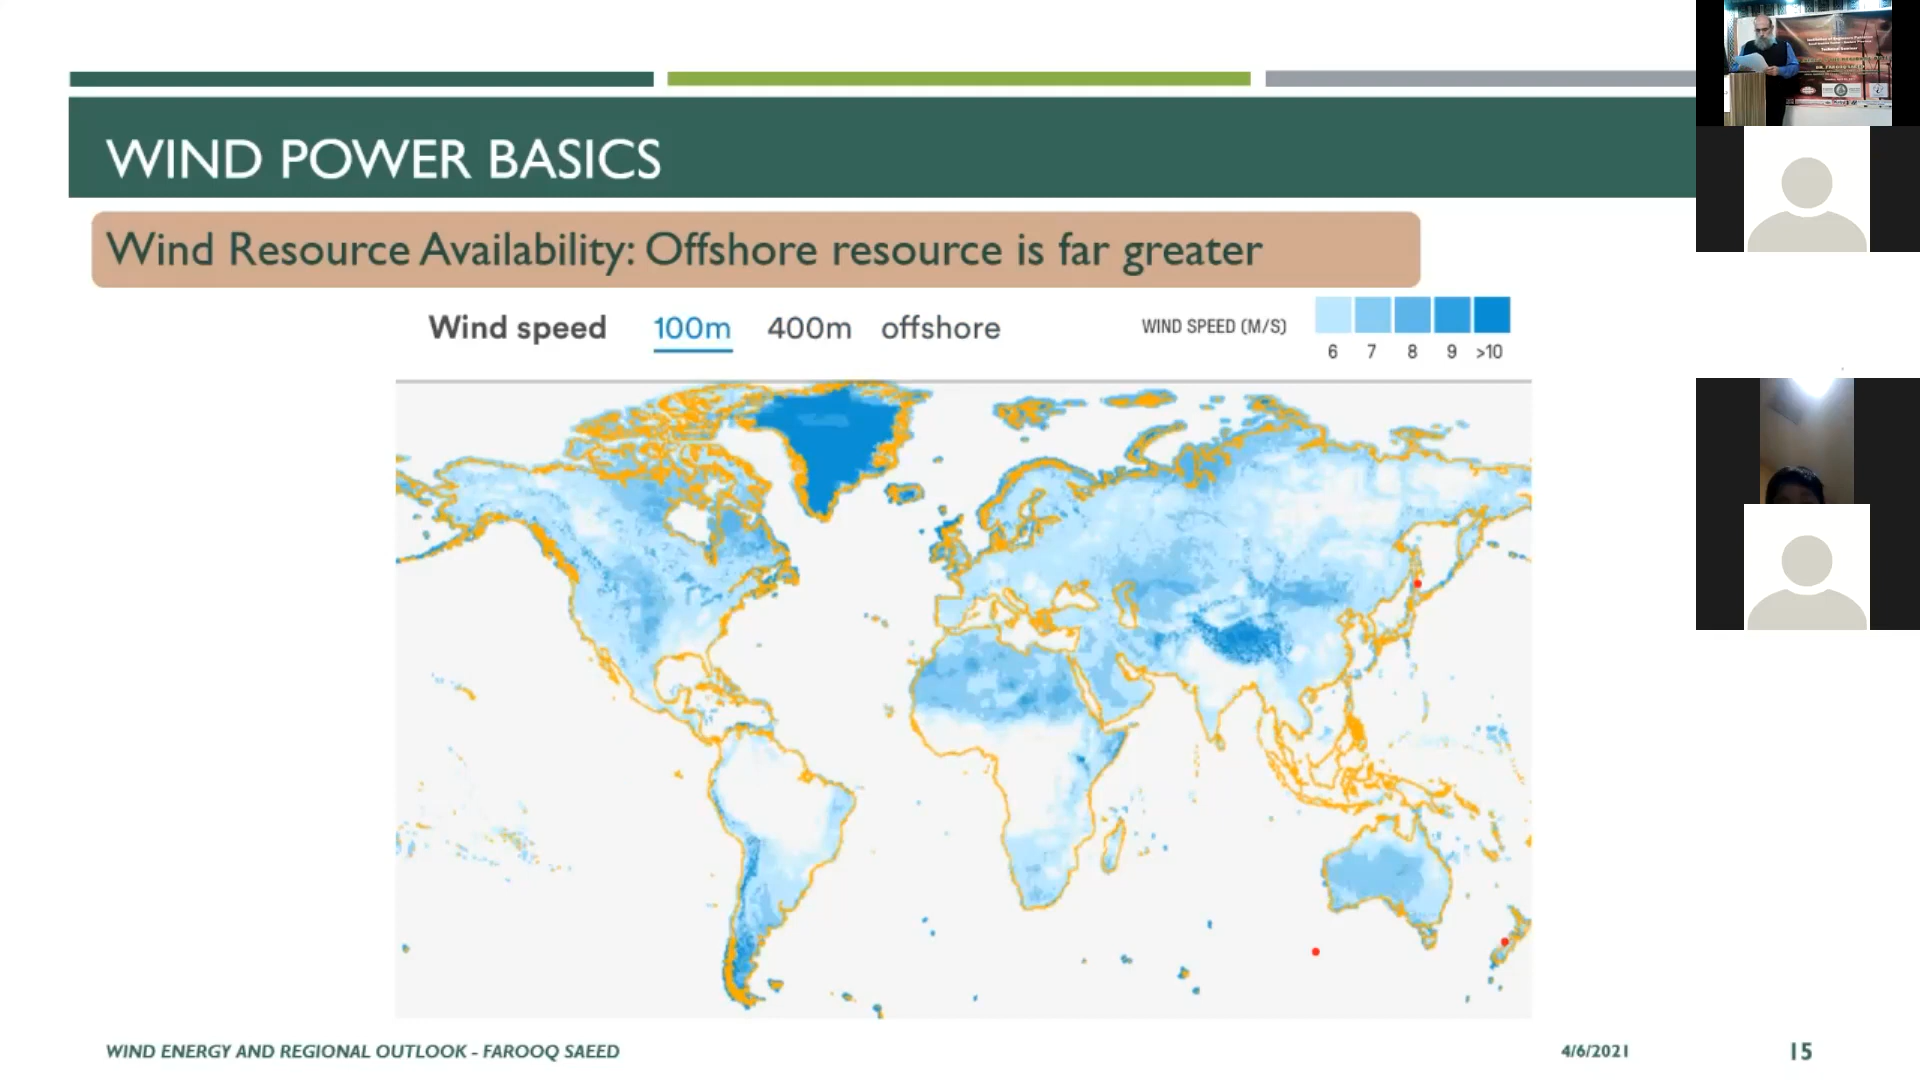 WIND POWER BASICS
Wind Resource Availability: Offshore resource is far greater
Wind speed 100m 400m offshore WIND SPEED (M/S)
6 7 8 9 >10
WIND ENERGY AND REGIONAL OUTLOOK - FAROOQ SAEED 4/6/2021 15